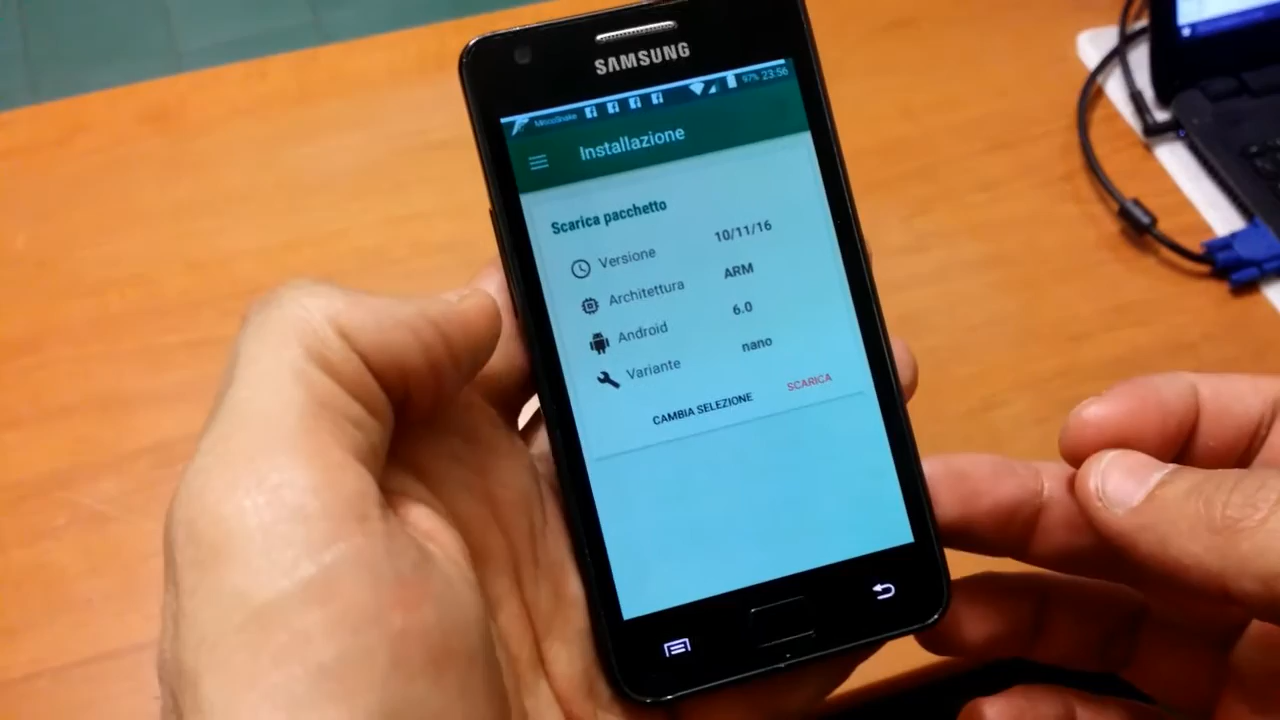 SAMSUNG
97% 23:56
Installazione
Scarica pacchetto
Versione 10/11/16
Architettura ARM
Android 6.0
Variante nano
CAMBIA SELEZIONE SCARICA